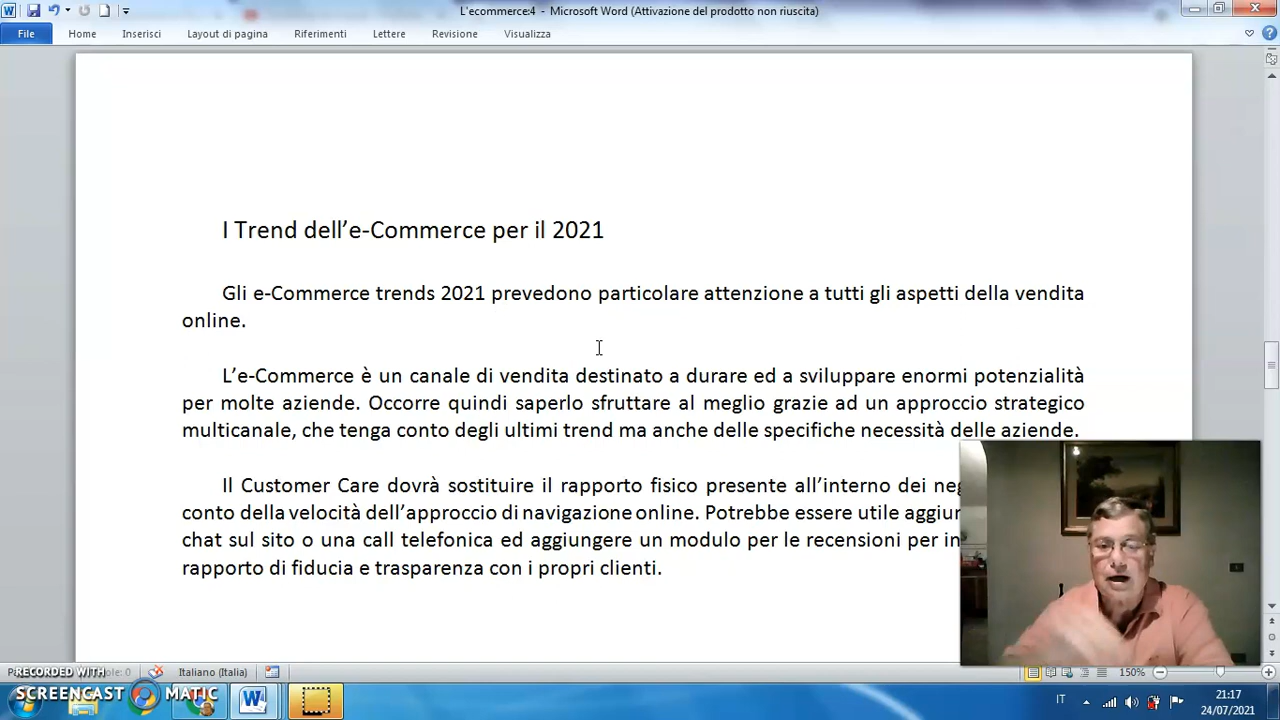 L'ecommerce:4 - Microsoft Word (Attivazione del prodotto non riuscita)
File Home Inserisci Layout di pagina Riferimenti Lettere Revisione Visualizza
I Trend dell’e-Commerce per il 2021
Gli e-Commerce trends 2021 prevedono particolare attenzione a tutti gli aspetti della vendita
online.
L’e-Commerce è un canale di vendita destinato a durare ed a sviluppare enormi potenzialità
per molte aziende. Occorre quindi saperlo sfruttare al meglio grazie ad un approccio strategico
multicanale, che tenga conto degli ultimi trend ma anche delle specifiche necessità delle aziende.
Il Customer Care dovrà sostituire il rapporto fisico presente all’interno dei
conto della velocità dell’approccio di navigazione online. Potrebbe essere utile
chat sul sito o una call telefonica ed aggiungere un modulo per le recensioni per
rapporto di fiducia e trasparenza con i propri clienti.
Italiano (Italia) 150%
RECORDED WITH
SCREENCAST MATIC
IT 21:17
24/07/2021